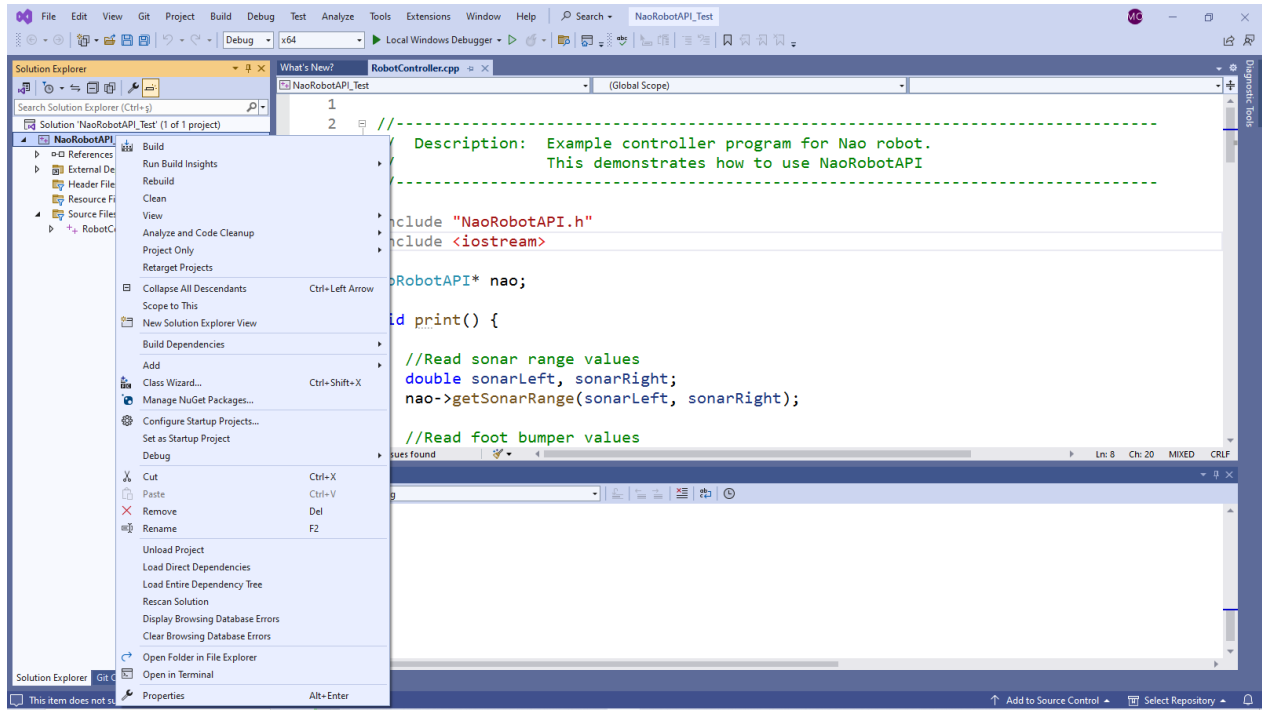 File Edit View Git Project Build Debug Test Analyze Tools Extensions Window Help Search NaoRobotAPI_Test MO
Debug x64 Local Windows Debugger
Solution Explorer
Search Solution Explorer (Ctrl+ş)
Solution 'NaoRobotAPI_Test' (1 of 1 project)
NaoRobotAPI_
References
External De
Header File
Resource Fi
Source Files
RobotCo
Build
Run Build Insights
Rebuild
Clean
View
Analyze and Code Cleanup
Project Only
Retarget Projects
Collapse All Descendants Ctrl+Left Arrow
Scope to This
New Solution Explorer View
Build Dependencies
Add
Class Wizard... Ctrl+Shift+X
Manage NuGet Packages...
Configure Startup Projects...
Set as Startup Project
Debug
Cut Ctrl+X
Paste Ctrl+V
Remove Del
Rename F2
Unload Project
Load Direct Dependencies
Load Entire Dependency Tree
Rescan Solution
Display Browsing Database Errors
Clear Browsing Database Errors
Open Folder in File Explorer
Open in Terminal
Properties Alt+Enter
What's New? RobotController.cpp
NaoRobotAPI_Test (Global Scope)
1
2 //--------------------------------------------------------------------------------
/ Description: Example controller program for Nao robot.
/ This demonstrates how to use NaoRobotAPI
/--------------------------------------------------------------------------------
nclude "NaoRobotAPI.h"
nclude <iostream>
oRobotAPI* nao;
id print() {
//Read sonar range values
double sonarLeft, sonarRight;
nao->getSonarRange(sonarLeft, sonarRight);
//Read foot bumper values
sues found Ln: 8 Ch: 20 MIXED CRLF
g
Diagnostic Tools
Solution Explorer Git C
This item does not su Add to Source Control Select Repository